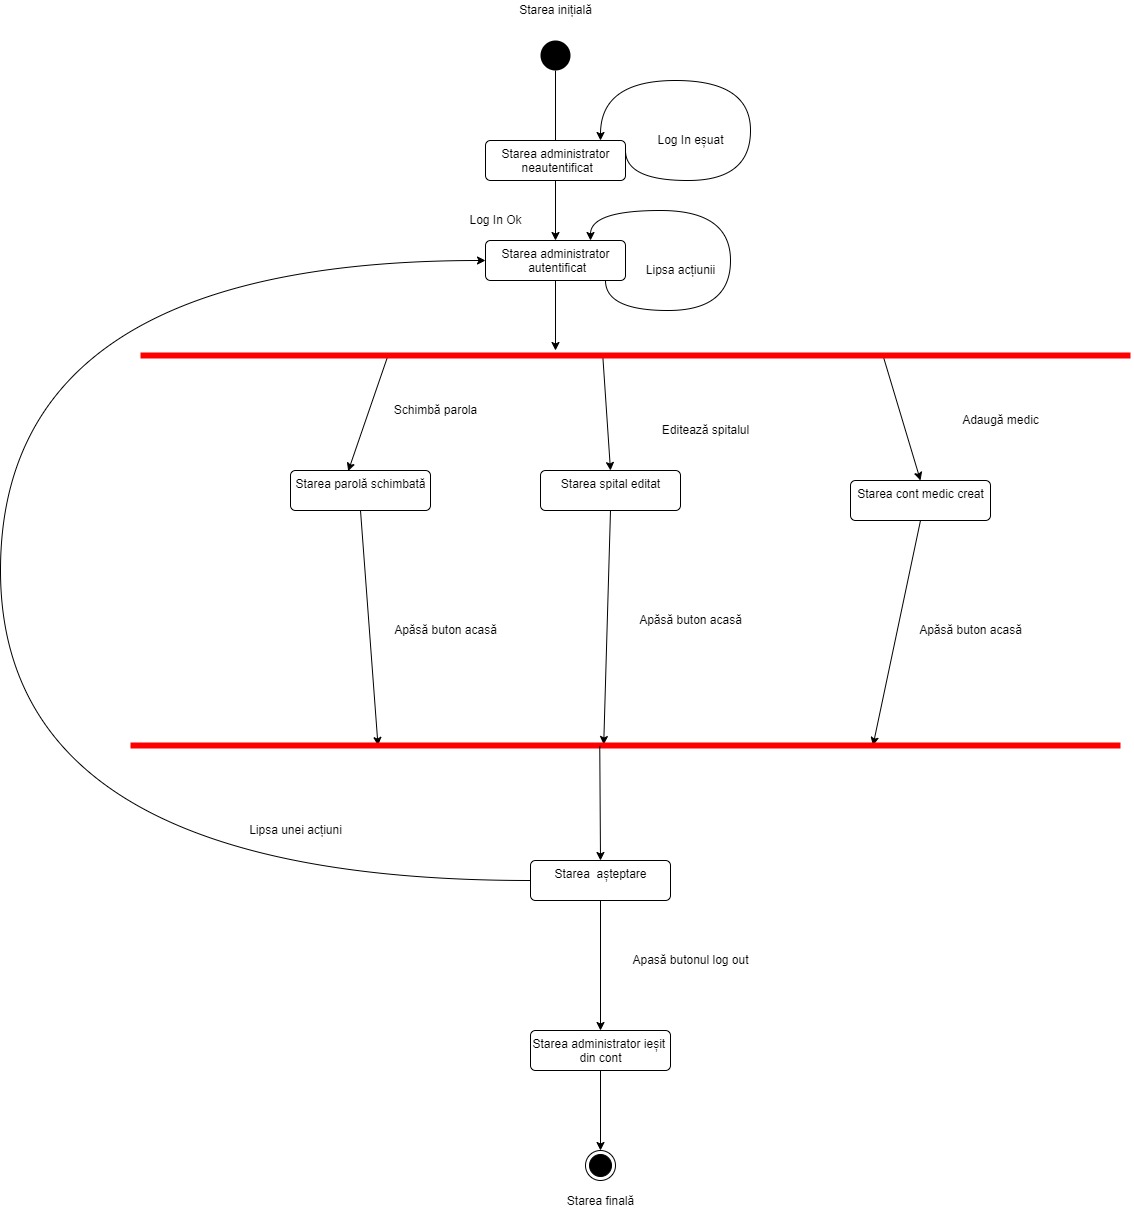 Starea inițială
Log In eșuat
Starea administrator
neautentificat
Log In Ok
Starea administrator
autentificat
Lipsa acțiunii
Schimbă parola
Editează spitalul
Adaugă medic
Starea parolă schimbată
Starea spital editat
Starea cont medic creat
Apăsă buton acasă
Apăsă buton acasă
Apăsă buton acasă
Lipsa unei acțiuni
Starea  așteptare
Apasă butonul log out
Starea administrator ieșit
din cont
Starea finală